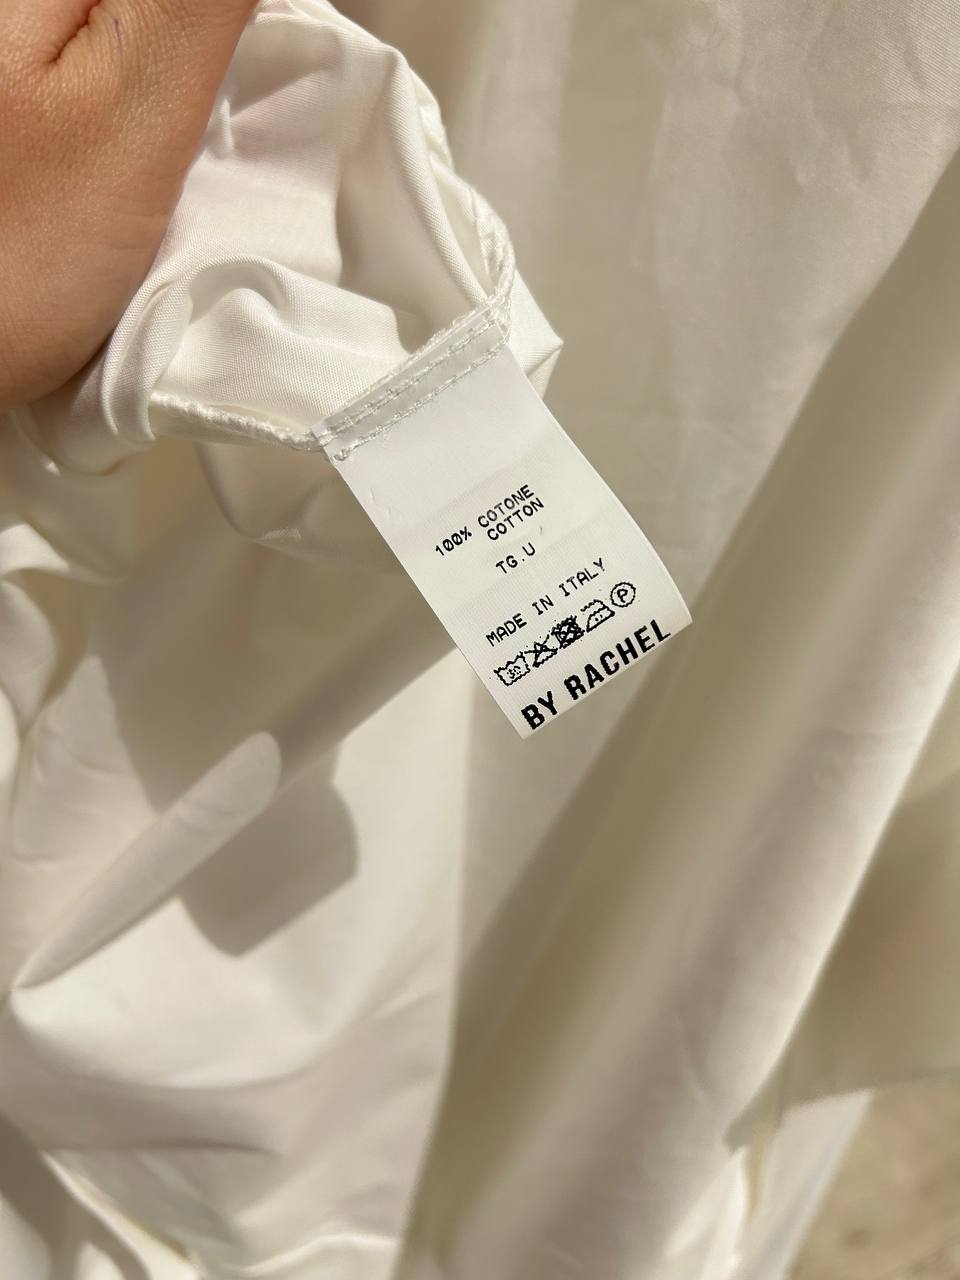 100% COTONE
COTTON
TG.U
MADE IN ITALY
30 P
BY RACHEL